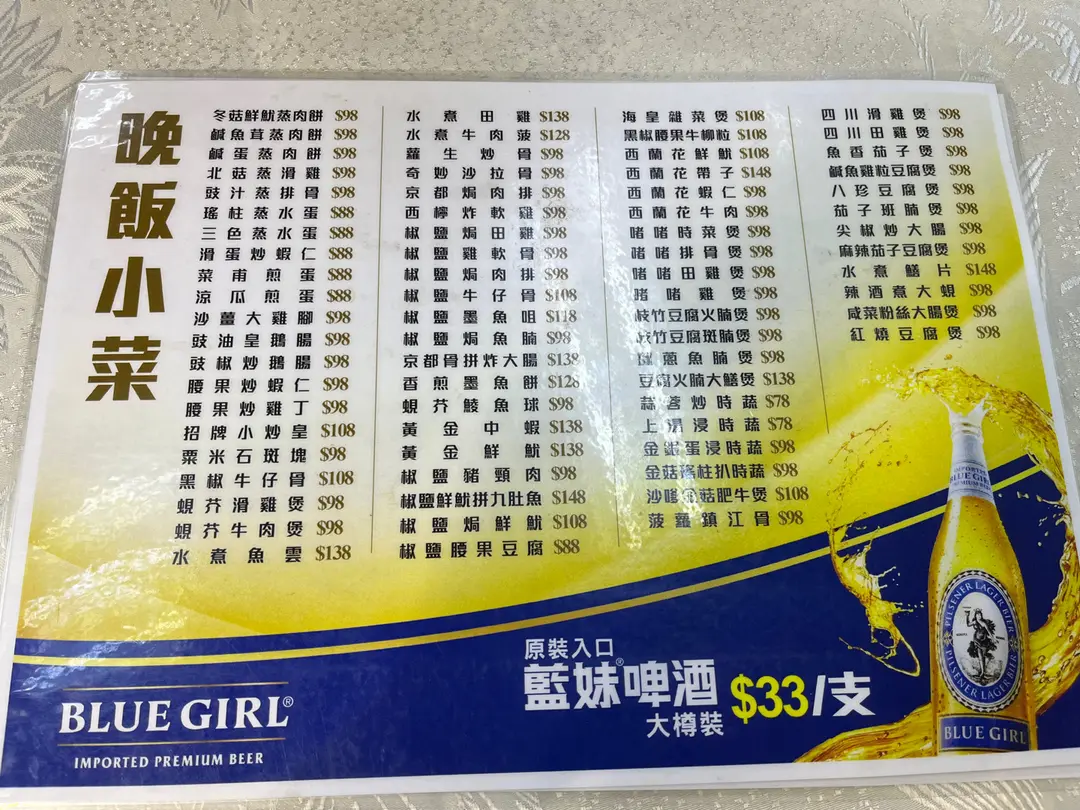 晚飯小菜
冬菇鮮魷蒸肉餅 $98
鹹魚茸蒸肉餅 $98
鹹蛋蒸肉餅 $98
北菇蒸滑雞 $98
豉汁蒸排骨 $98
瑤柱蒸水蛋 $88
三色蒸水蛋 $88
滑蛋炒蝦仁 $88
菜甫煎蛋 $88
涼瓜煎蛋 $88
沙薑大雞腳 $98
豉油皇鵝腸 $98
豉椒炒鵝腸 $98
腰果炒蝦仁 $98
腰果炒雞丁 $98
招牌小炒皇 $108
粟米石斑塊 $98
黑椒牛仔骨 $108
蜆芥滑雞煲 $98
蜆芥牛肉煲 $98
水煮魚雲 $138
水煮田雞 $138
水煮牛肉菠 $128
蘿生炒骨 $98
奇妙沙拉骨 $98
京都焗肉排 $98
西檸炸軟雞 $98
椒鹽焗田雞 $98
椒鹽雞軟骨 $98
椒鹽焗肉排 $98
椒鹽牛仔骨 $108
椒鹽墨魚咀 $118
椒鹽焗魚腩 $98
京都骨拼炸大腸 $138
香煎墨魚餅 $128
蜆芥鯪魚球 $98
黃金中蝦 $138
黃金鮮魷 $138
椒鹽豬頸肉 $98
椒鹽鮮魷拼九肚魚 $148
椒鹽焗鮮魷 $108
椒鹽腰果豆腐 $88
海皇雜菜煲 $108
黑椒腰果牛柳粒 $108
西蘭花鮮魷 $108
西蘭花帶子 $148
西蘭花蝦仁 $98
西蘭花牛肉 $98
啫啫時菜煲 $98
啫啫排骨煲 $98
啫啫田雞煲 $98
啫啫雞煲 $98
枝竹豆腐火腩煲 $98
枝竹豆腐斑腩煲 $98
蔥魚腩煲 $98
豆腐火腩大鱔煲 $138
蒜蓉炒時蔬 $78
上湯浸時蔬 $78
金銀蛋浸時蔬 $98
金菇瑤柱扒時蔬 $98
沙嗲金菇肥牛煲 $108
菠蘿鎮江骨 $98
四川滑雞煲 $98
四川田雞煲 $98
魚香茄子煲 $98
鹹魚雞粒豆腐煲 $98
八珍豆腐煲 $98
茄子班腩煲 $98
尖椒炒大腸 $98
麻辣茄子豆腐煲 $98
水煮鱔片 $148
辣酒煮大蜆 $98
咸菜粉絲大腸煲 $98
紅燒豆腐煲 $98
原裝入口
藍妹®啤酒
大樽裝
$33/支
BLUE GIRL®
IMPORTED PREMIUM BEER
IMPORTED
BLUE GIRL
PREMIUM BEER
PILSENER LAGER BIER
PILSENER LAGER BIER
BLUE GIRL